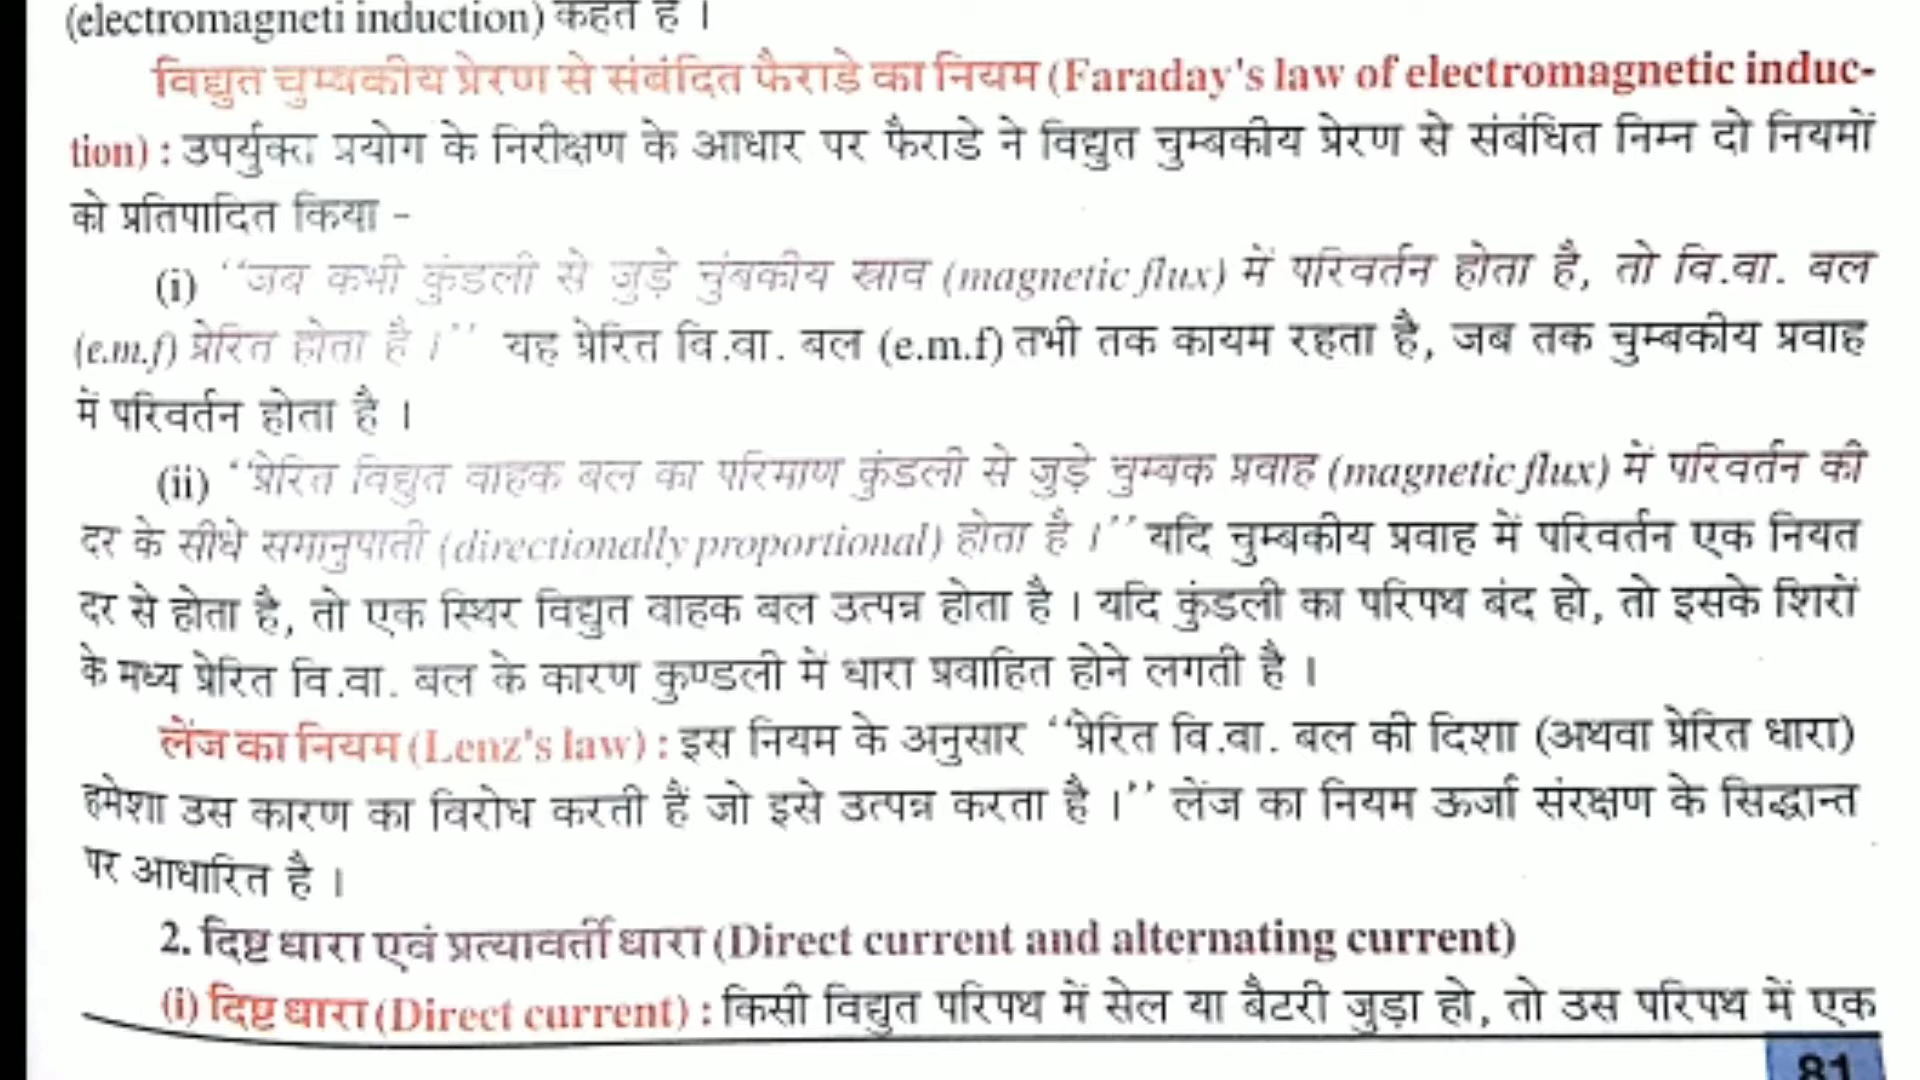 (electromagneti induction) कहते है ।
विद्युत चुम्बकीय प्रेरण से संबंदित फैराडे का नियम (Faraday's law of electromagnetic induc-
tion) : उपर्युक्त प्रयोग के निरीक्षण के आधार पर फैराडे ने विद्युत चुम्बकीय प्रेरण से संबंधित निम्न दो नियमों
को प्रतिपादित किया -
(i) ‘‘जब कभी कुंडली से जुड़े चुंबकीय स्राव (magnetic flux) में परिवर्तन होता है, तो वि.वा. बल
(e.m.f) प्रेरित होता है ।’’ यह प्रेरित वि.वा. बल (e.m.f) तभी तक कायम रहता है, जब तक चुम्बकीय प्रवाह
में परिवर्तन होता है ।
(ii) ‘‘प्रेरित विद्युत वाहक बल का परिमाण कुंडली से जुड़े चुम्बक प्रवाह (magnetic flux) में परिवर्तन की
दर के सीधे समानुपाती (directionally proportional) होता है ।’’ यदि चुम्बकीय प्रवाह में परिवर्तन एक नियत
दर से होता है, तो एक स्थिर विद्युत वाहक बल उत्पन्न होता है । यदि कुंडली का परिपथ बंद हो, तो इसके शिरों
के मध्य प्रेरित वि.वा. बल के कारण कुण्डली में धारा प्रवाहित होने लगती है ।
लेंज का नियम (Lenz's law) : इस नियम के अनुसार ‘‘प्रेरित वि.वा. बल की दिशा (अथवा प्रेरित धारा)
हमेशा उस कारण का विरोध करती हैं जो इसे उत्पन्न करता है ।’’ लेंज का नियम ऊर्जा संरक्षण के सिद्धान्त
पर आधारित है ।
2. दिष्ट धारा एवं प्रत्यावर्ती धारा (Direct current and alternating current)
(i) दिष्ट धारा (Direct current) : किसी विद्युत परिपथ में सेल या बैटरी जुड़ा हो, तो उस परिपथ में एक
81